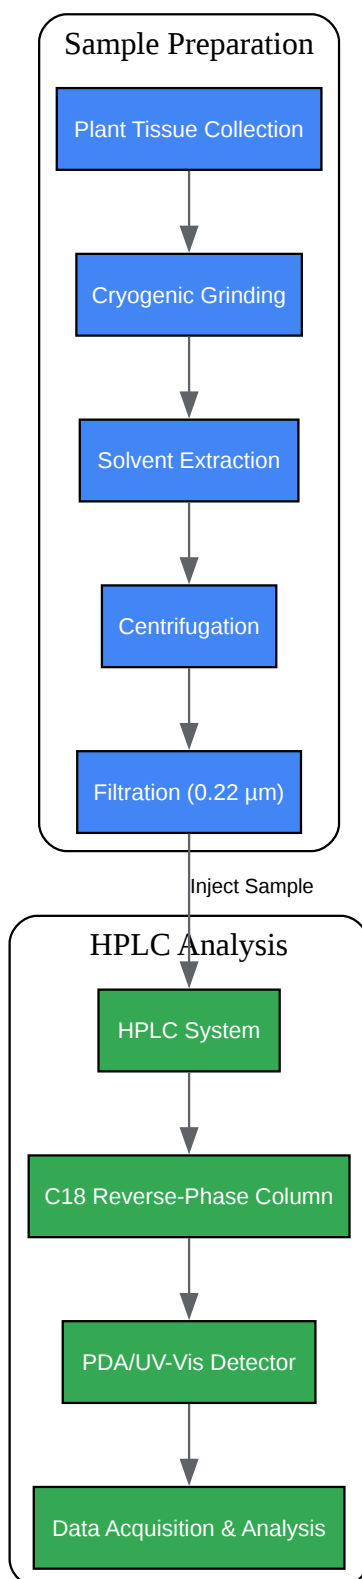 Sample Preparation
Plant Tissue Collection
Cryogenic Grinding
Solvent Extraction
Centrifugation
Filtration (0.22 µm)
Inject Sample
HPLC Analysis
HPLC System
C18 Reverse-Phase Column
PDA/UV-Vis Detector
Data Acquisition & Analysis